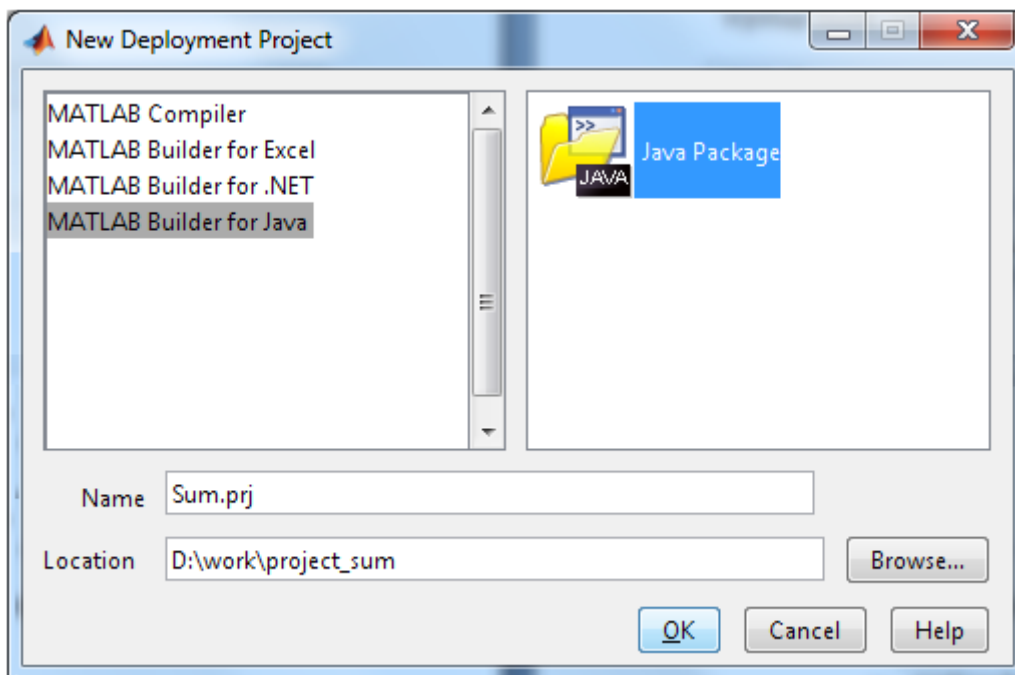 New Deployment Project
MATLAB Compiler
MATLAB Builder for Excel
MATLAB Builder for .NET
MATLAB Builder for Java
>>
JAVA
Java Package
Name
Sum.prj
Location
D:\work\project_sum
Browse...
OK
Cancel
Help